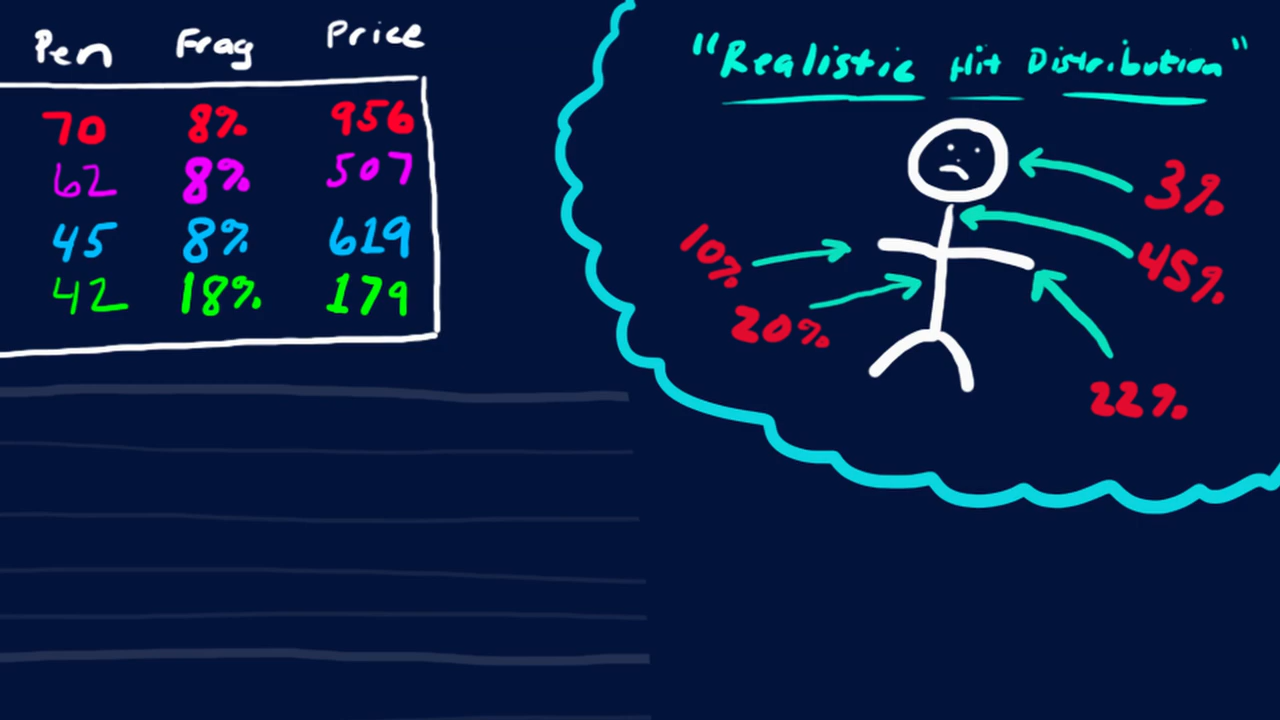 Pen Frag Price
70 8% 956
62 8% 507
45 8% 619
42 18% 179
"Realistic Hit Distribution"
3%
45%
10%
20%
22%